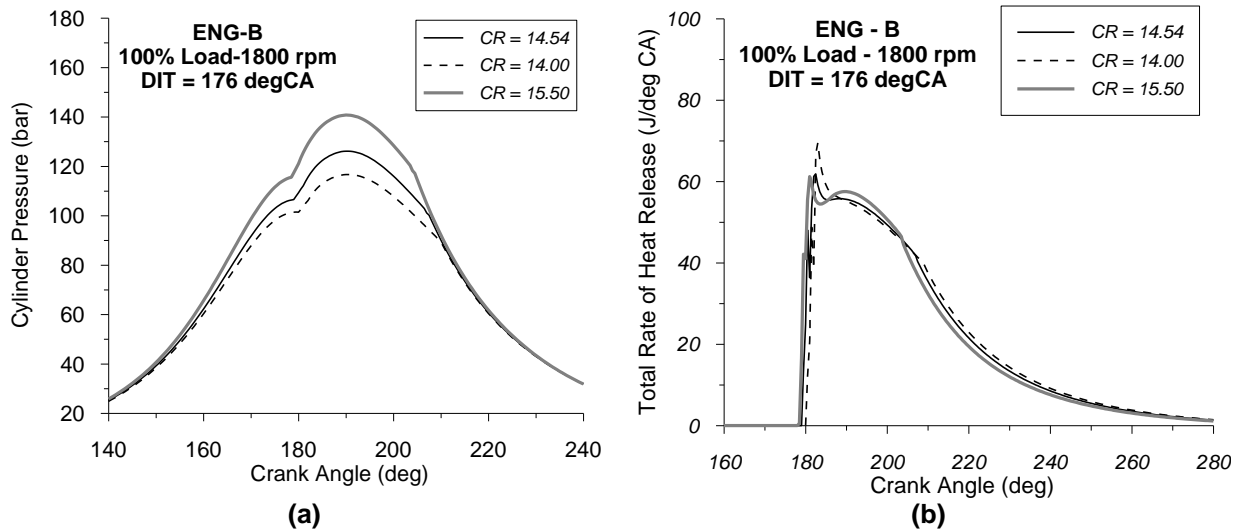 ENG-B
100% Load-1800 rpm
DIT = 176 degCA
CR = 14.54
CR = 14.00
CR = 15.50
Cylinder Pressure (bar)
180
160
140
120
100
80
60
40
20
140
160
180
200
220
240
Crank Angle (deg)
(a)
ENG - B
100% Load - 1800 rpm
DIT = 176 degCA
CR = 14.54
CR = 14.00
CR = 15.50
Total Rate of Heat Release (J/deg CA)
100
80
60
40
20
0
160
180
200
220
240
260
280
Crank Angle (deg)
(b)